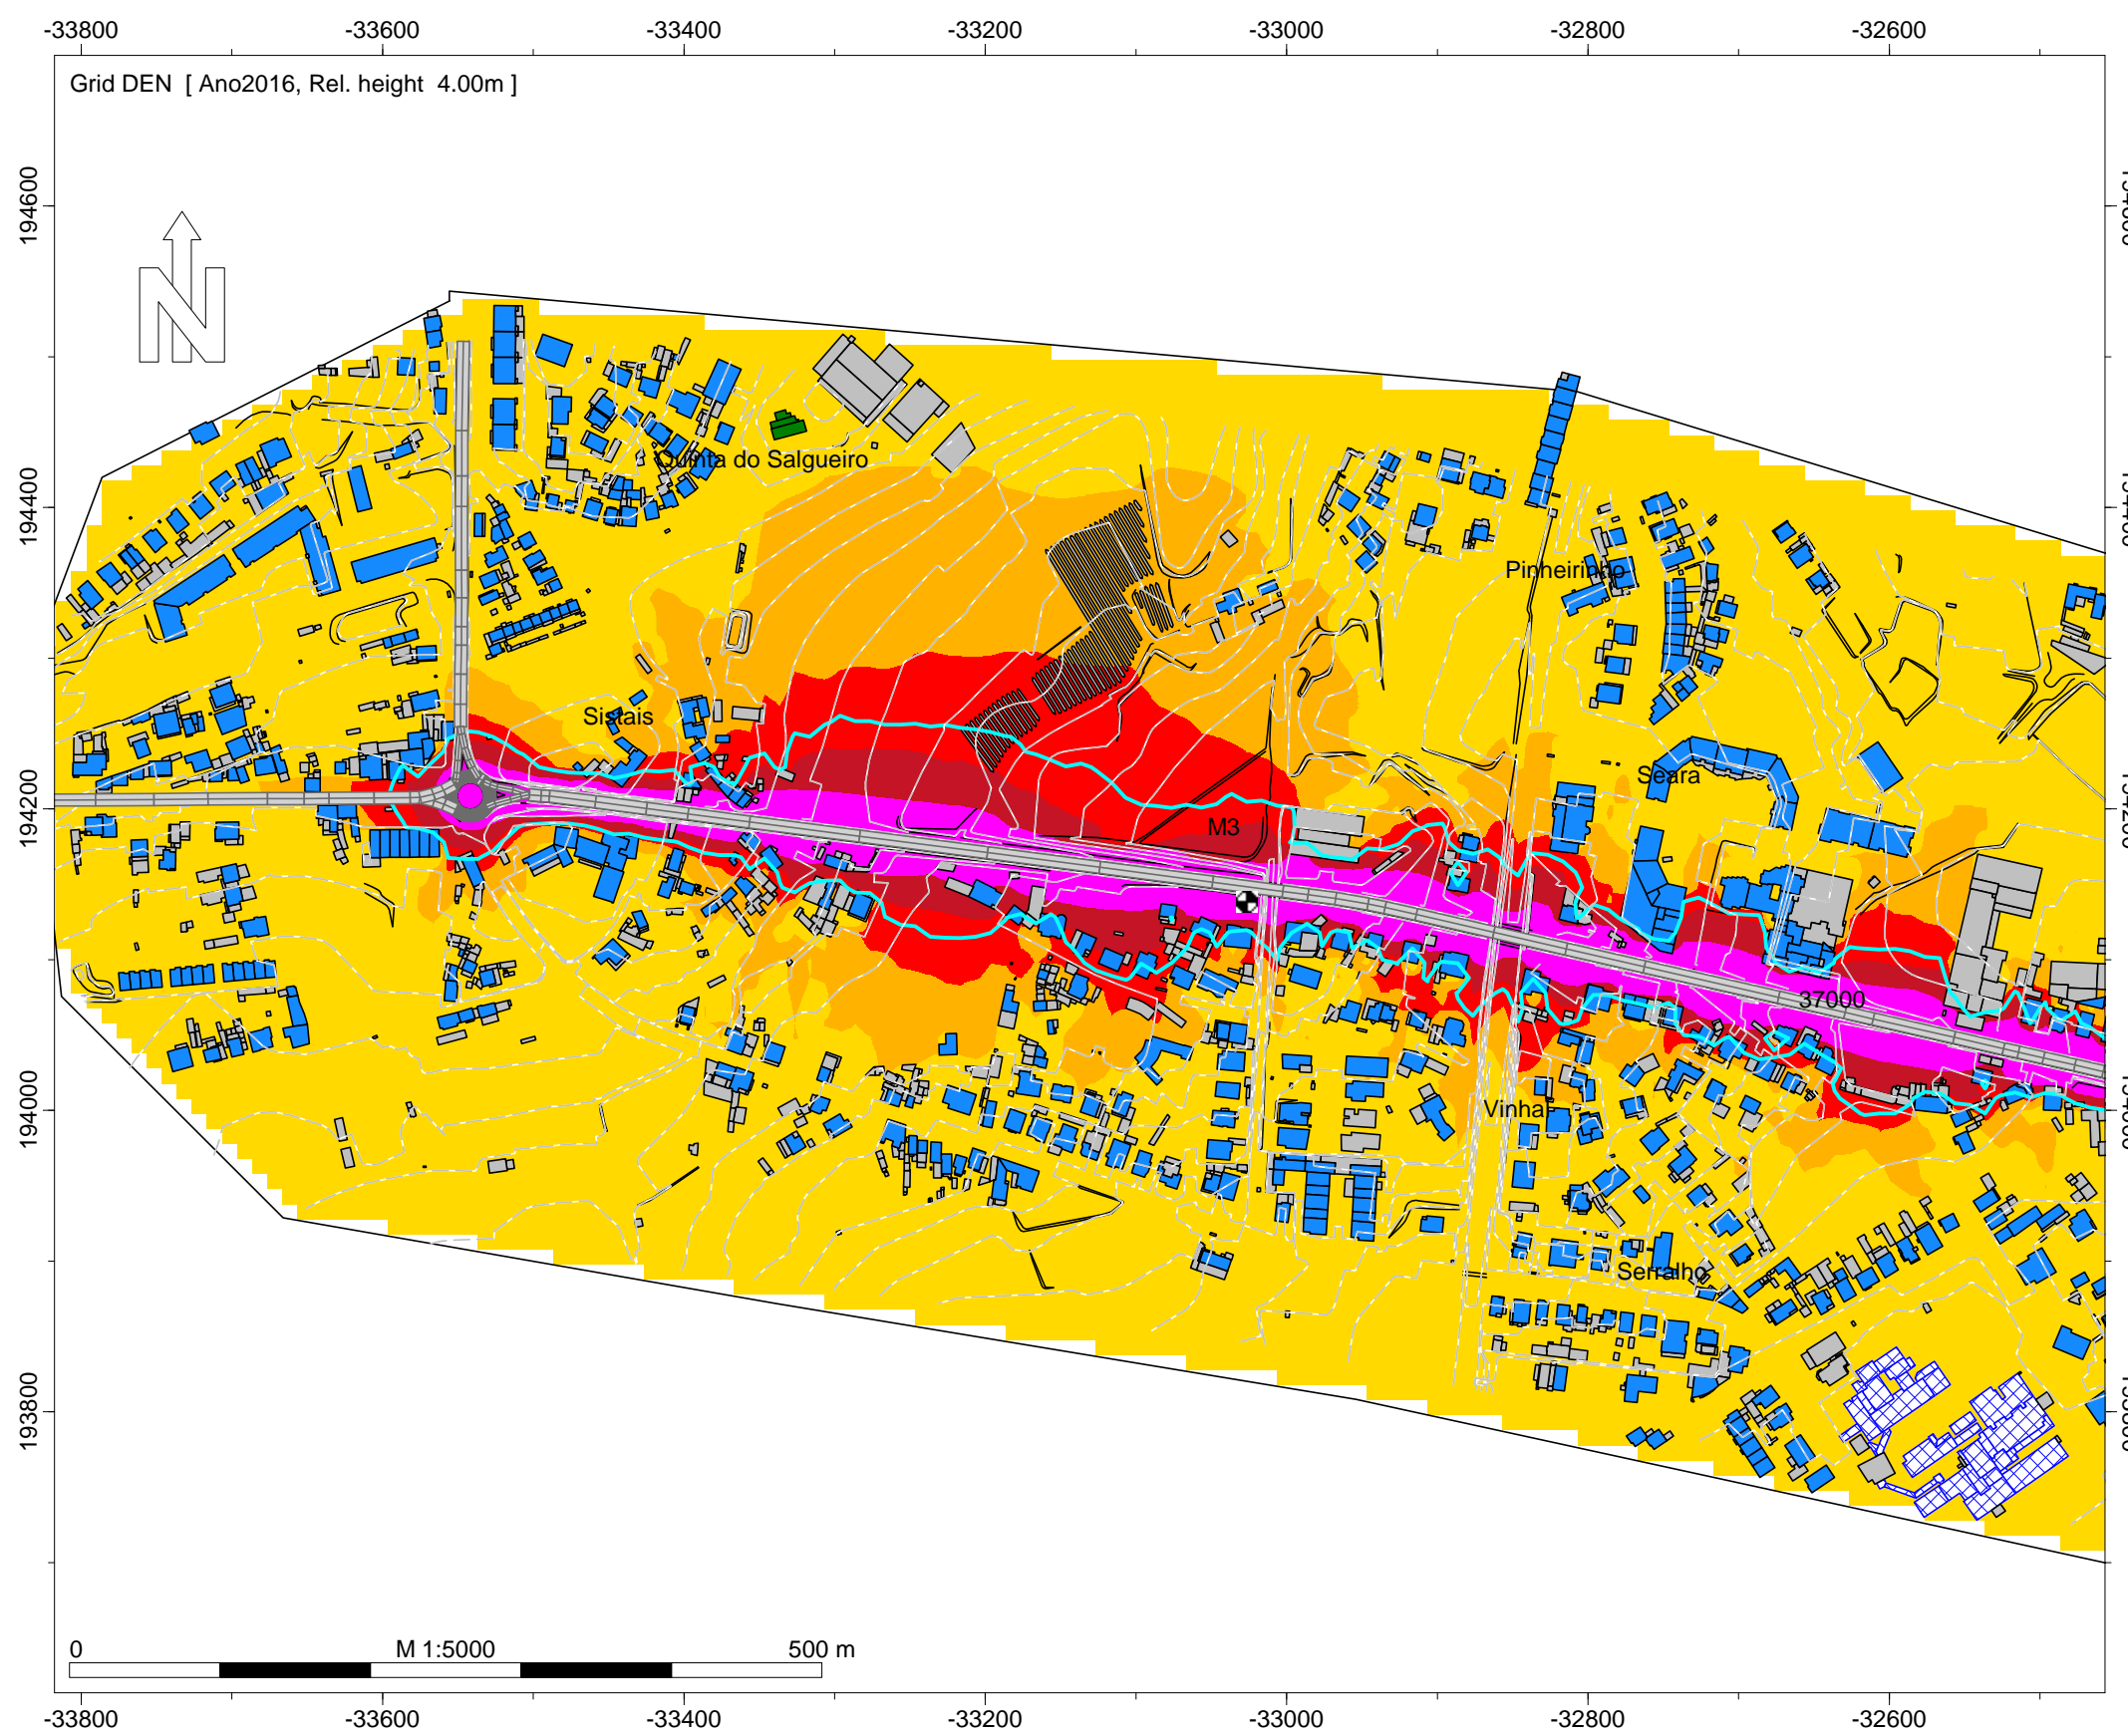 -33800 -33600 -33400 -33200 -33000 -32800 -32600
Grid DEN [ Ano2016, Rel. height 4.00m ]
194600
N
194400
Quinta do Salgueiro
Pinheirinho
Sistais
Seara
194200
M3
37000
194000
Vinha
Serralho
193800
0 M 1:5000 500 m
-33800 -33600 -33400 -33200 -33000 -32800 -32600